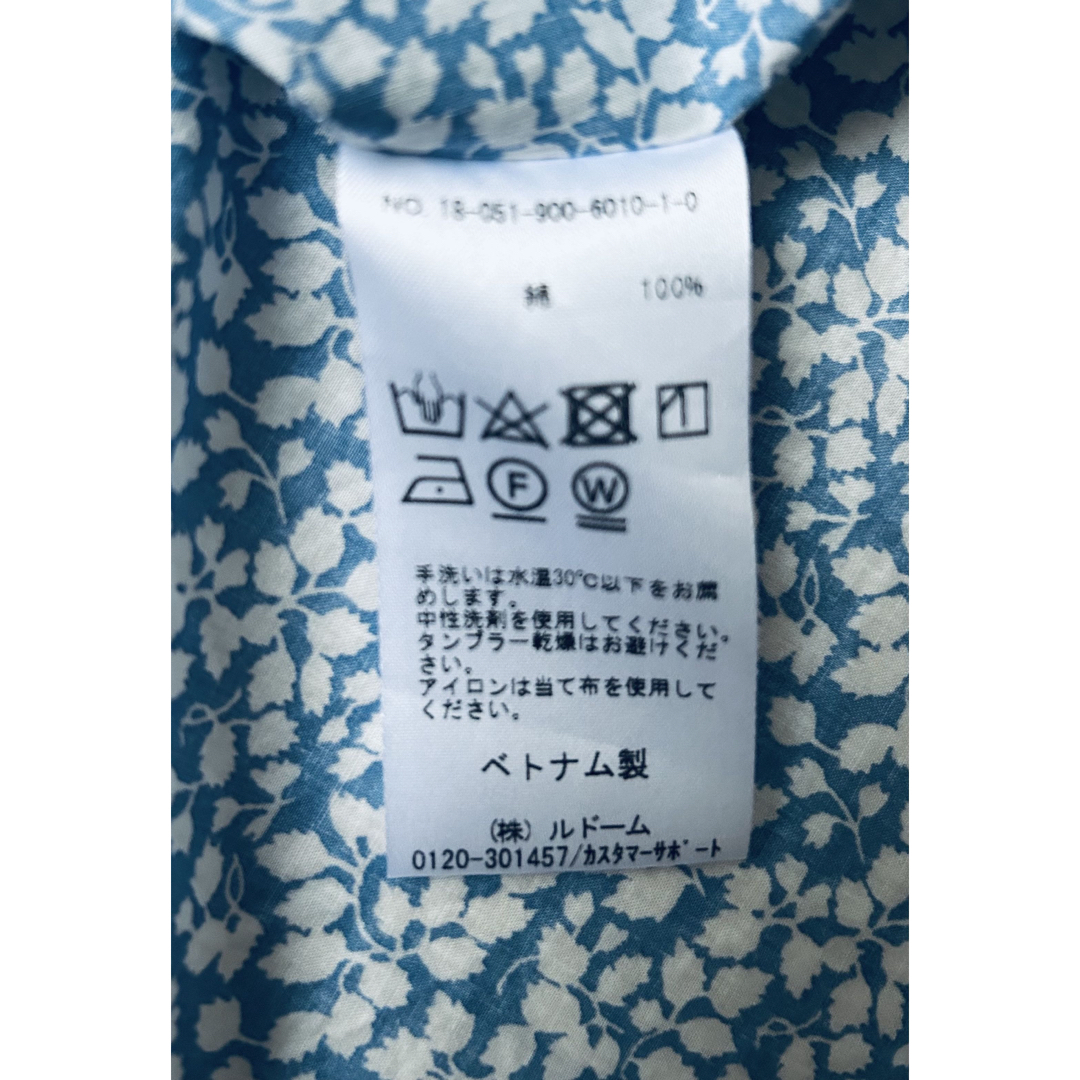 NO. 18-051-900-6010-1-0
綿 100%
F W
手洗いは水温30℃以下をお薦
めします。
中性洗剤を使用してください。
タンブラー乾燥はお避けくだ
さい。
アイロンは当て布を使用して
ください。
ベトナム製
(株) ルドーム
0120-301457/ｶｽﾀﾏｰｻﾎﾟｰﾄ